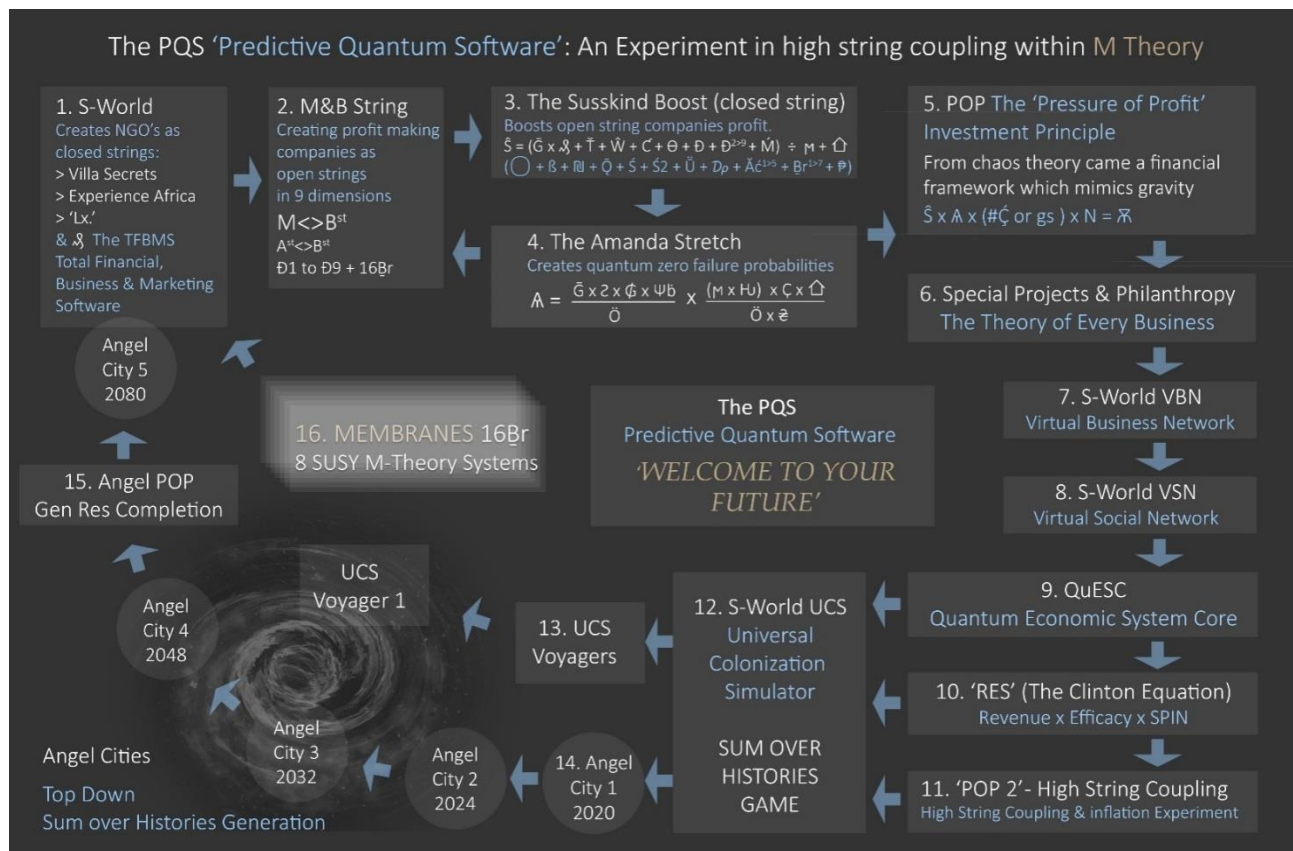 The PQS ‘Predictive Quantum Software’: An Experiment in high string coupling within M Theory
1. S-World
Creates NGO’s as
closed strings:
> Villa Secrets
> Experience Africa
> ‘Lx.’
& The TFBMS
Total Financial,
Business & Marketing
Software
2. M&B String
Creating profit making
companies as
open strings
in 9 dimensions
M<>Bˢᵗ
Aˢᵗ<>Bˢᵗ
Đ1 to Đ9 + 16Ḇr
3. The Susskind Boost (closed string)
Boosts open string companies profit.
4. The Amanda Stretch
Creates quantum zero failure probabilities
5. POP The ‘Pressure of Profit’
Investment Principle
From chaos theory came a financial
framework which mimics gravity
6. Special Projects & Philanthropy
The Theory of Every Business
7. S-World VBN
Virtual Business Network
8. S-World VSN
Virtual Social Network
9. QuESC
Quantum Economic System Core
10. ‘RES’ (The Clinton Equation)
Revenue x Efficacy x SPIN
11. ‘POP 2’- High String Coupling
High String Coupling & inflation Experiment
12. S-World UCS
Universal
Colonization
Simulator
SUM OVER
HISTORIES
GAME
13. UCS
Voyagers
UCS
Voyager 1
14. Angel
City 1
2020
Angel
City 2
2024
Angel
City 3
2032
Angel
City 4
2048
15. Angel POP
Gen Res Completion
Angel
City 5
2080
16. MEMBRANES 16Ḇr
8 SUSY M-Theory Systems
The PQS
Predictive Quantum Software
‘WELCOME TO YOUR
FUTURE’
Angel Cities
Top Down
Sum over Histories Generation